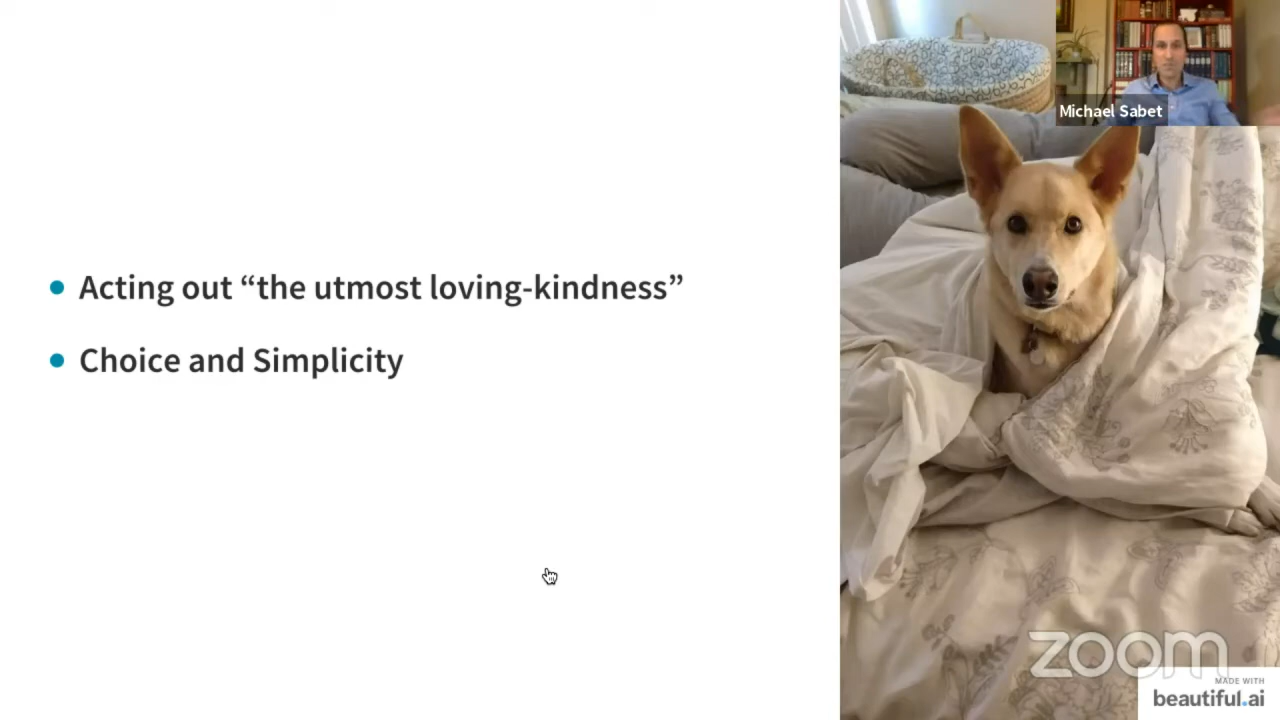 Michael Sabet
Acting out “the utmost loving-kindness”
Choice and Simplicity
zoom
MADE WITH
beautiful.ai